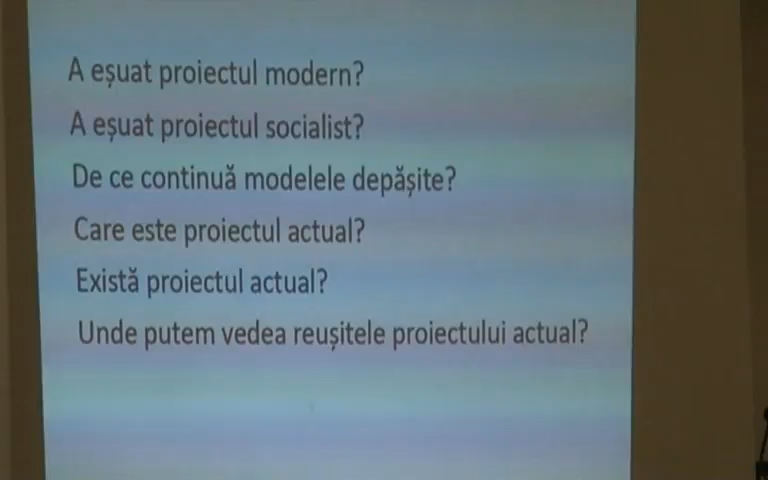 A eșuat proiectul modern?
A eșuat proiectul socialist?
De ce continuă modelele depășite?
Care este proiectul actual?
Există proiectul actual?
Unde putem vedea reușitele proiectului actual?